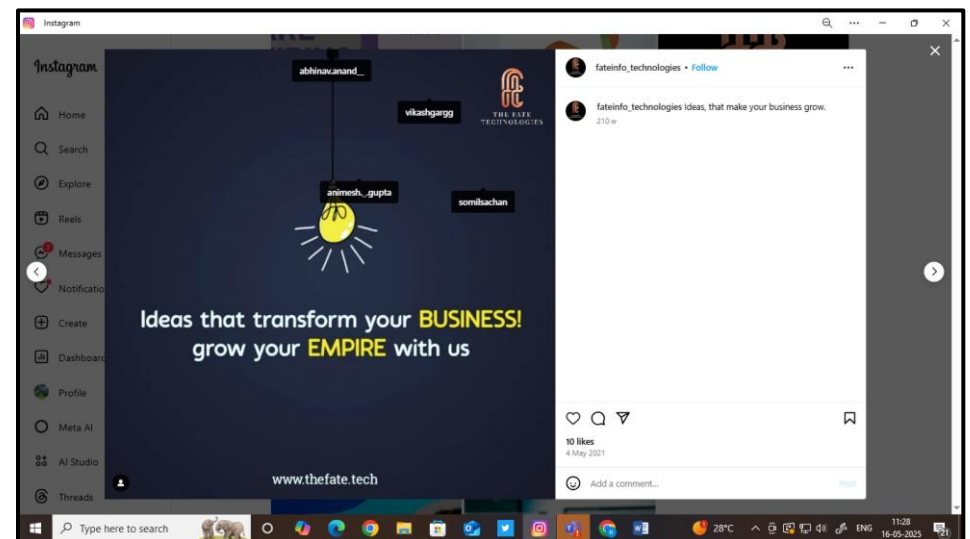 Instagram
Instagram
Home
Search
Explore
Reels
Messages
Notificatio
Create
Dashboard
Profile
Meta AI
AI Studio
Threads
abhinav.anand_
vikashgargg
THE FATE
TECHNOLOGIES
animesh._.gupta
somilsachan
Ideas that transform your BUSINESS!
grow your EMPIRE with us
www.thefate.tech
fateinfo_technologies • Follow
fateinfo_technologies Ideas, that make your business grow.
210 w
10 likes
4 May 2021
Add a comment...
Post
Type here to search
28°C
ENG
11:28
16-05-2025